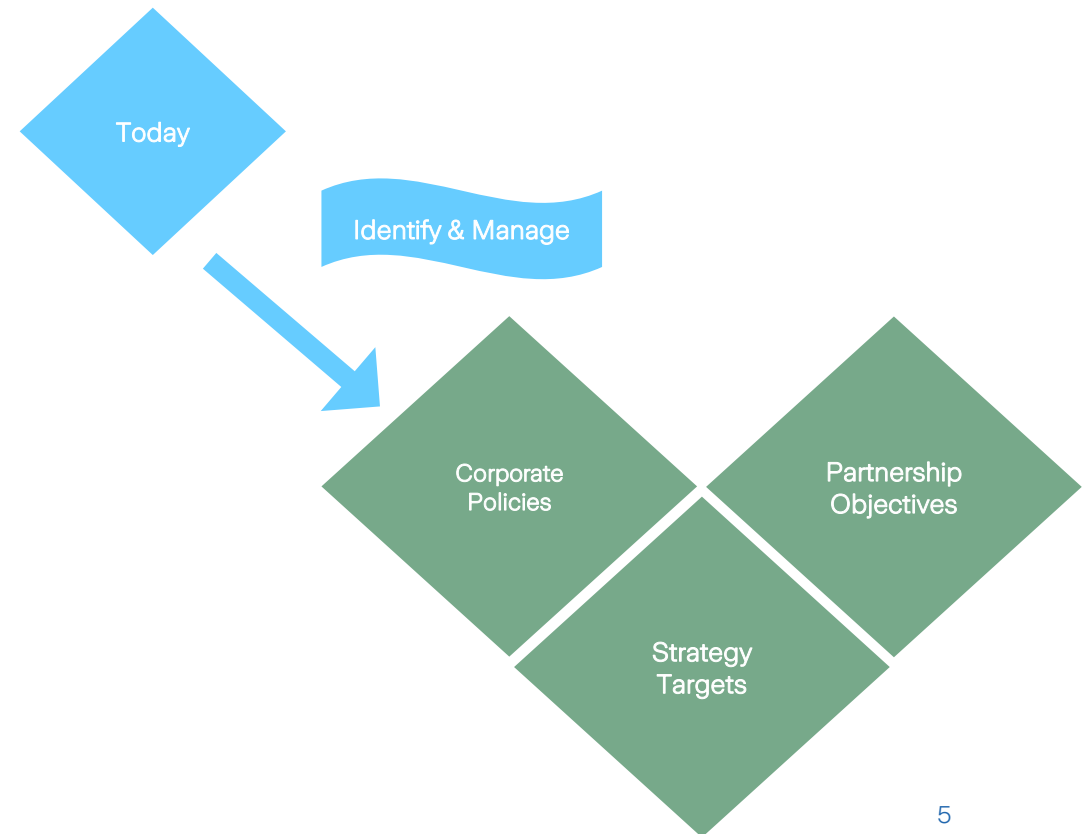 Today
Identify & Manage
Corporate
Policies
Partnership
Objectives
Strategy
Targets
5